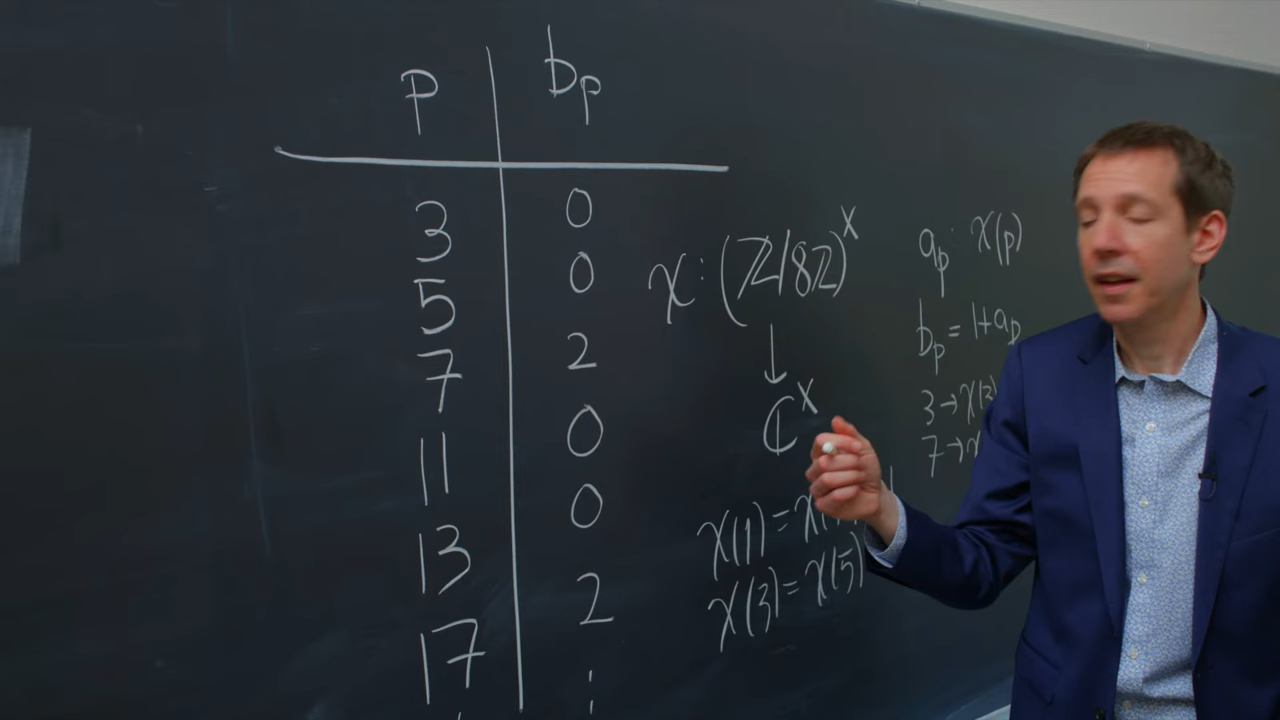 p | b_p
3 | 0
5 | 0
7 | 2
11 | 0
13 | 0
17 | 2
⋮
χ : (ℤ/8ℤ)^×
↓
ℂ^×
χ(1) = χ(
χ(3) = χ(5)
a_p : χ(p)
b_p = 1+a_p
3 → χ(3)
7 →